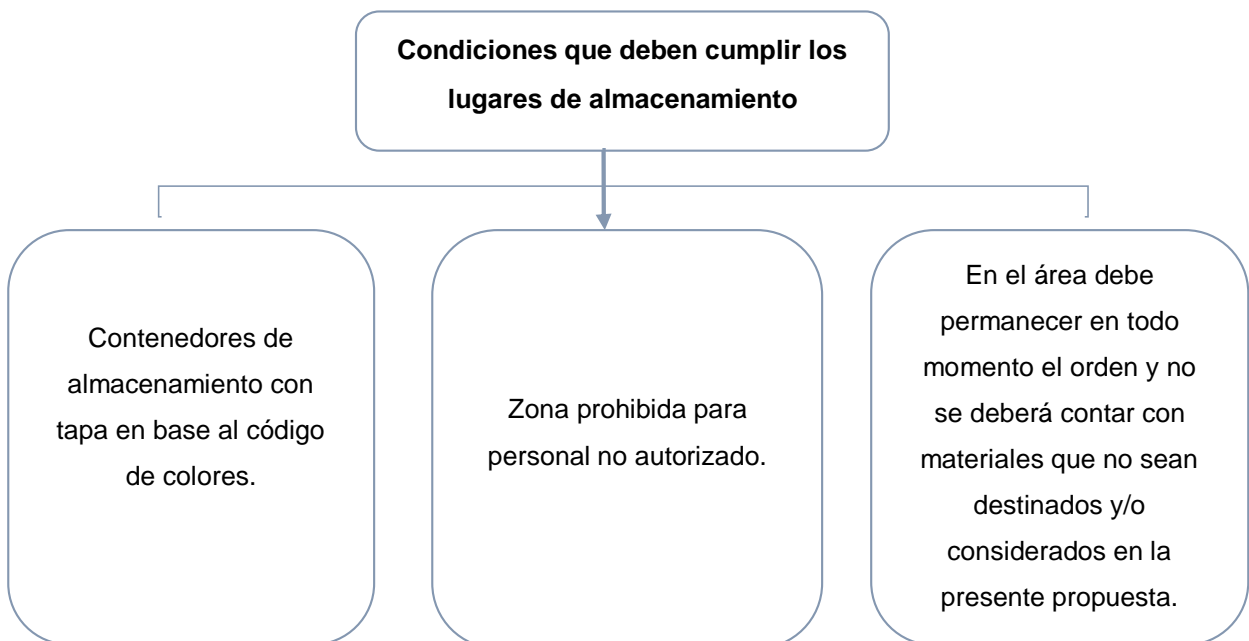 Condiciones que deben cumplir los
lugares de almacenamiento
Contenedores de
almacenamiento con
tapa en base al código
de colores.
Zona prohibida para
personal no autorizado.
En el área debe
permanecer en todo
momento el orden y no
se deberá contar con
materiales que no sean
destinados y/o
considerados en la
presente propuesta.